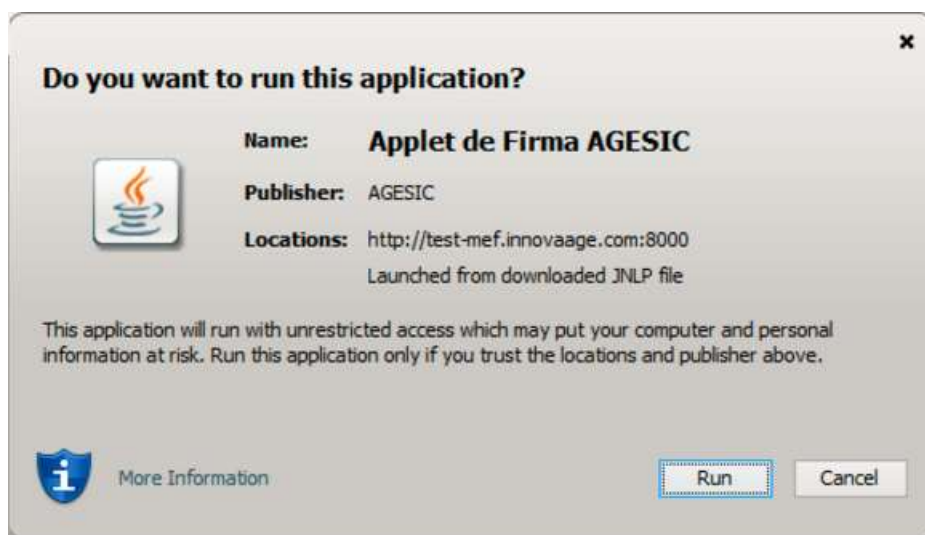 Do you want to run this application?
Name: Applet de Firma AGESIC
Publisher: AGESIC
Locations: http://test-mef.innovaage.com:8000
Launched from downloaded JNLP file
This application will run with unrestricted access which may put your computer and personal
information at risk. Run this application only if you trust the locations and publisher above.
More Information
Run Cancel